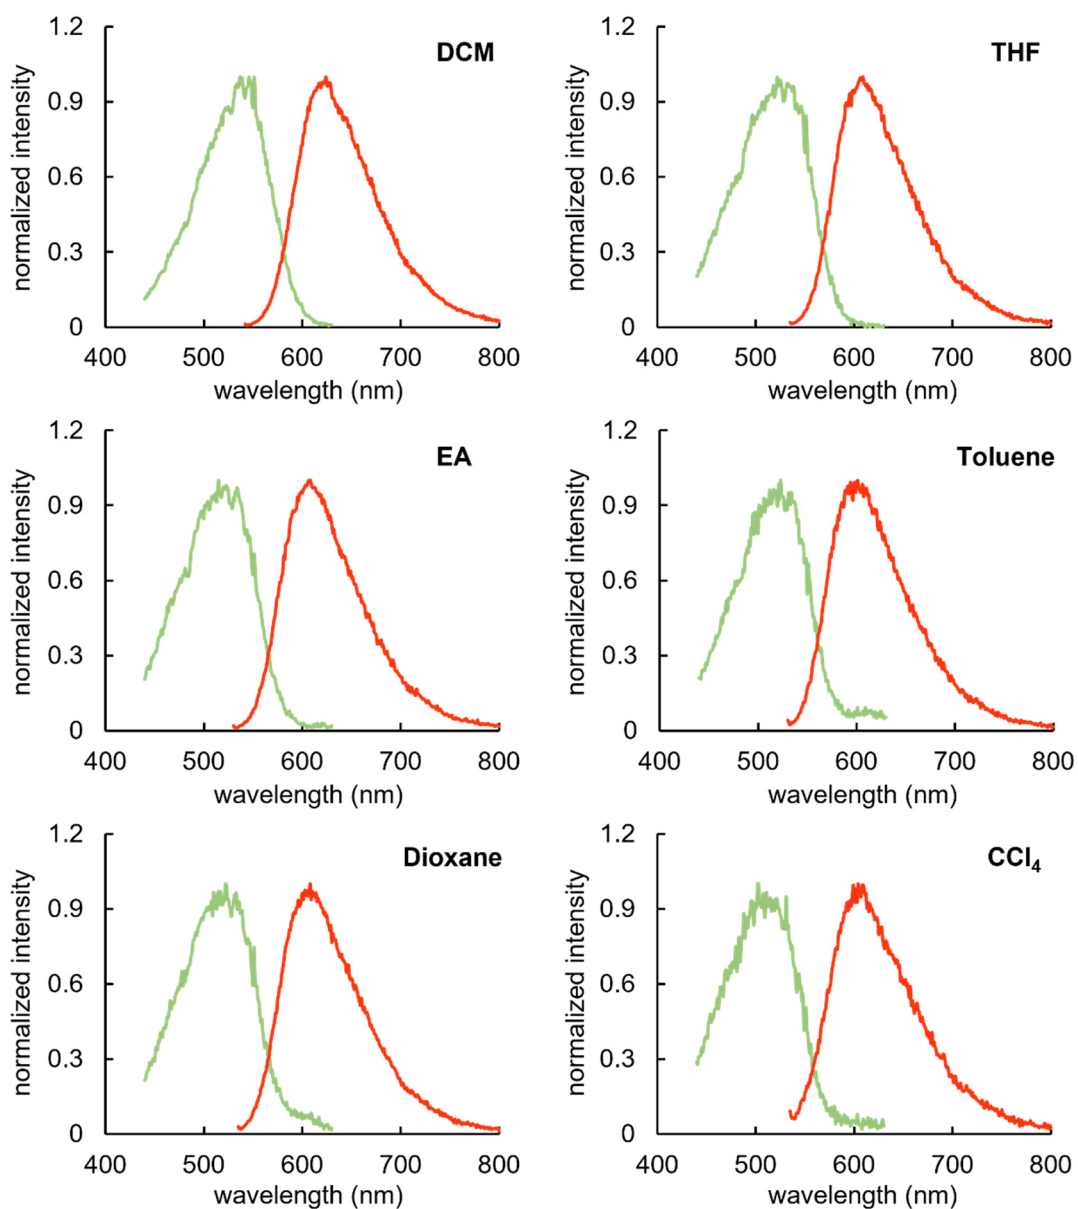 DCM
normalized intensity
1.2
0.9
0.6
0.3
0
400 500 600 700 800
wavelength (nm)
THF
normalized intensity
1.2
0.9
0.6
0.3
0
400 500 600 700 800
wavelength (nm)
EA
normalized intensity
1.2
0.9
0.6
0.3
0
400 500 600 700 800
wavelength (nm)
Toluene
normalized intensity
1.2
0.9
0.6
0.3
0
400 500 600 700 800
wavelength (nm)
Dioxane
normalized intensity
1.2
0.9
0.6
0.3
0
400 500 600 700 800
wavelength (nm)
CCl₄
normalized intensity
1.2
0.9
0.6
0.3
0
400 500 600 700 800
wavelength (nm)